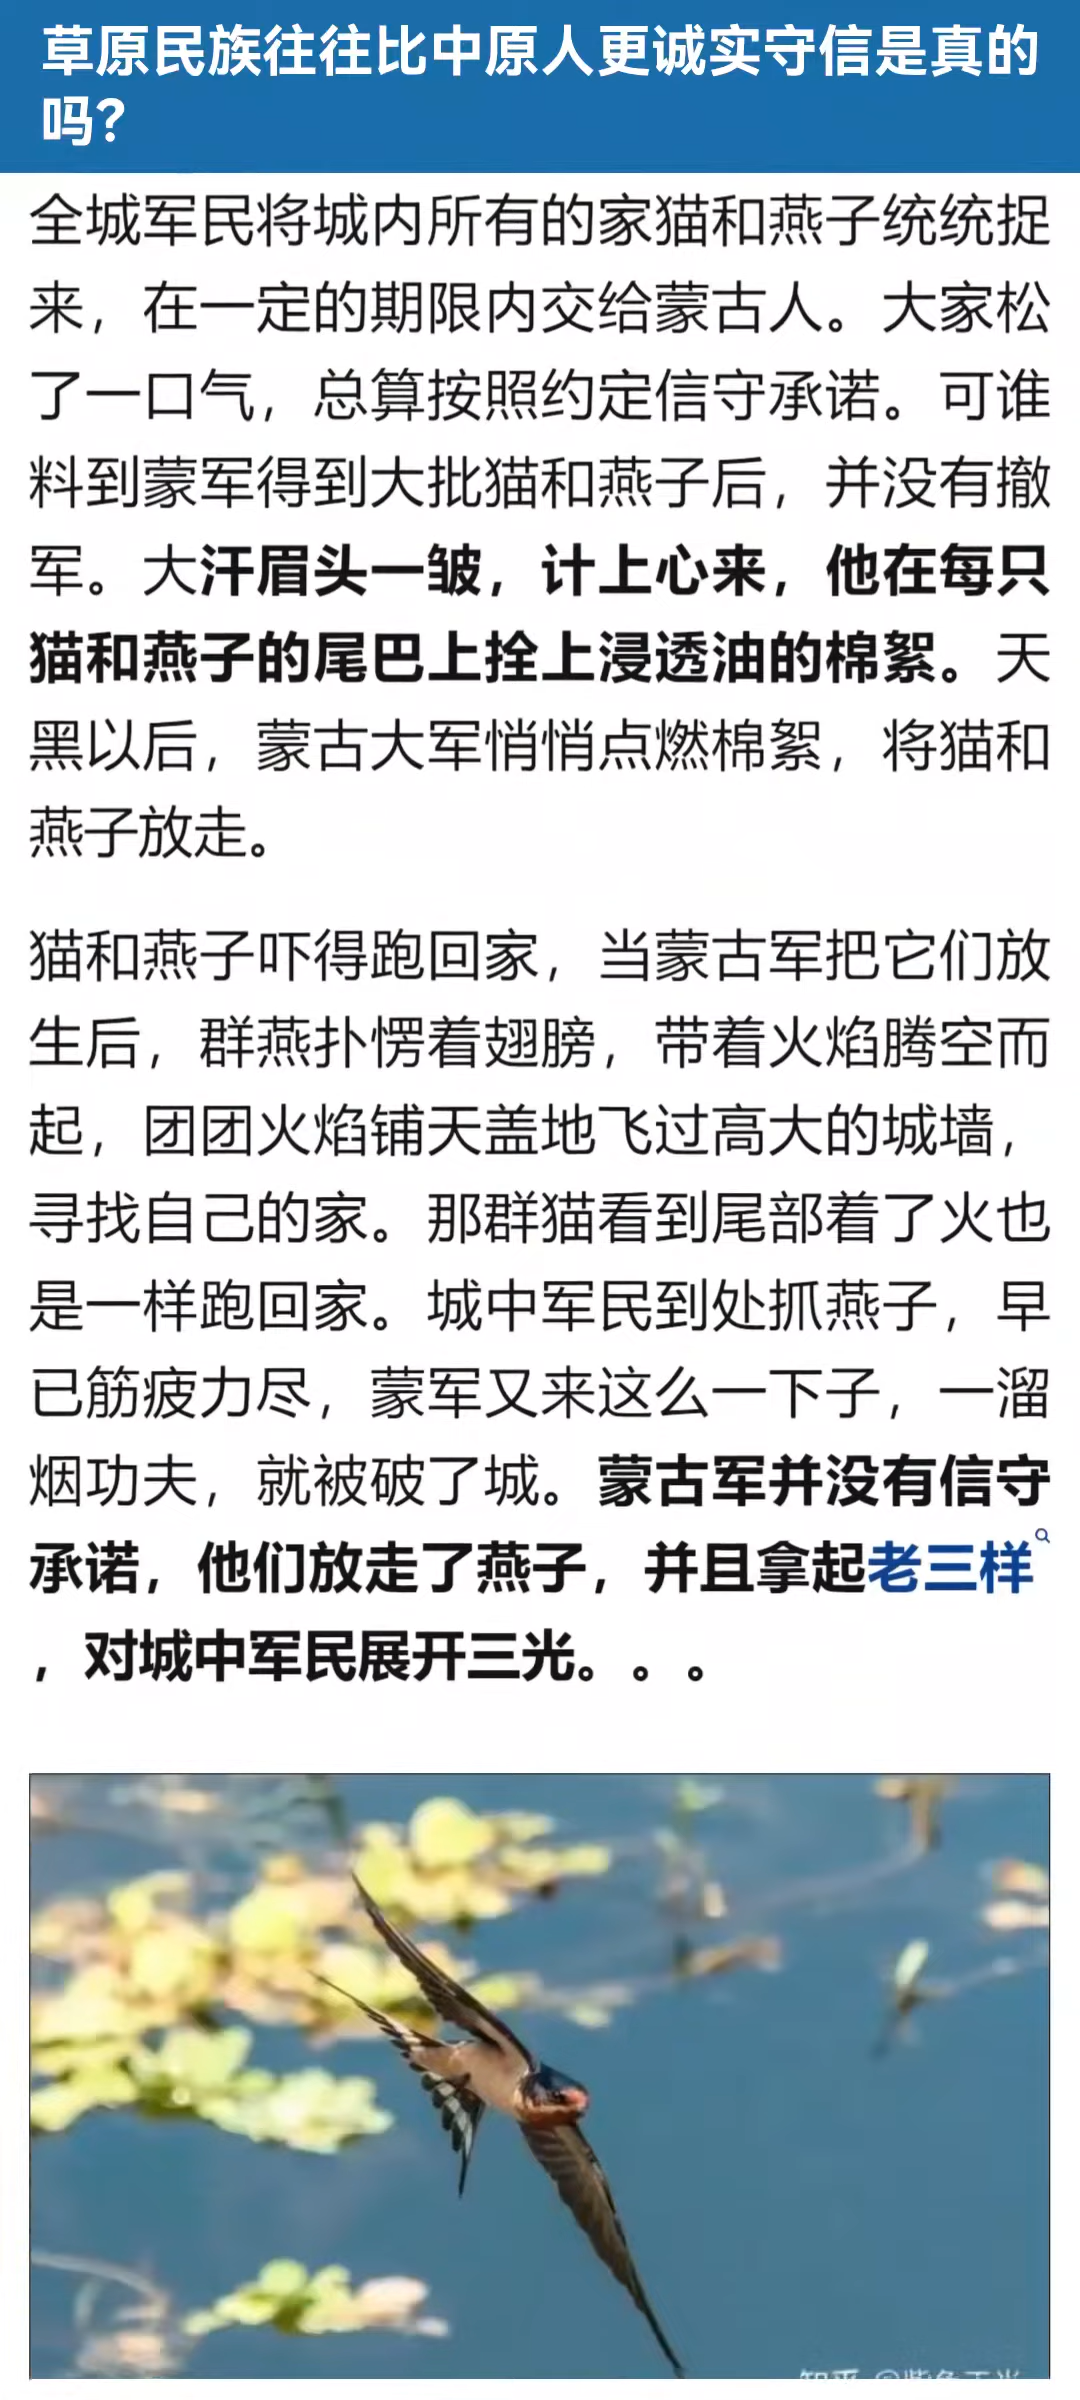 草原民族往往比中原人更诚实守信是真的
吗？
全城军民将城内所有的家猫和燕子统统捉
来，在一定的期限内交给蒙古人。大家松
了一口气，总算按照约定信守承诺。可谁
料到蒙军得到大批猫和燕子后，并没有撤
军。大汗眉头一皱，计上心来，他在每只
猫和燕子的尾巴上拴上浸透油的棉絮。天
黑以后，蒙古大军悄悄点燃棉絮，将猫和
燕子放走。
猫和燕子吓得跑回家，当蒙古军把它们放
生后，群燕扑愣着翅膀，带着火焰腾空而
起，团团火焰铺天盖地飞过高大的城墙，
寻找自己的家。那群猫看到尾部着了火也
是一样跑回家。城中军民到处抓燕子，早
已筋疲力尽，蒙军又来这么一下子，一溜
烟功夫，就被破了城。蒙古军并没有信守
承诺，他们放走了燕子，并且拿起老三样
，对城中军民展开三光。。。